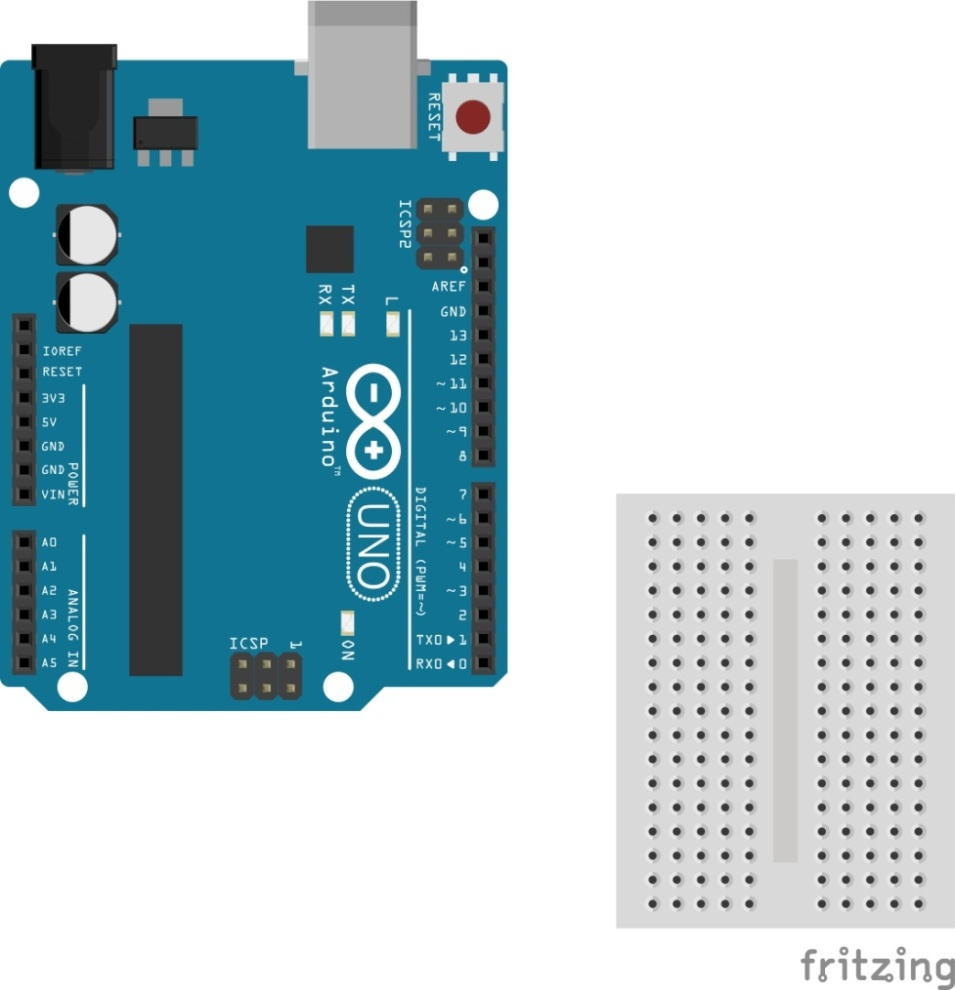 RESET
ICSP2
AREF
GND
13
12
~11
~10
~9
8
RX
TX
L
IOREF
RESET
3V3
5V
GND
GND
VIN
POWER
Arduino™
UNO
DIGITAL (PWM=~)
7
~6
~5
4
~3
2
TX0►1
RX0◄0
A0
A1
A2
A3
A4
A5
ANALOG IN
ICSP
1
ON
fritzing